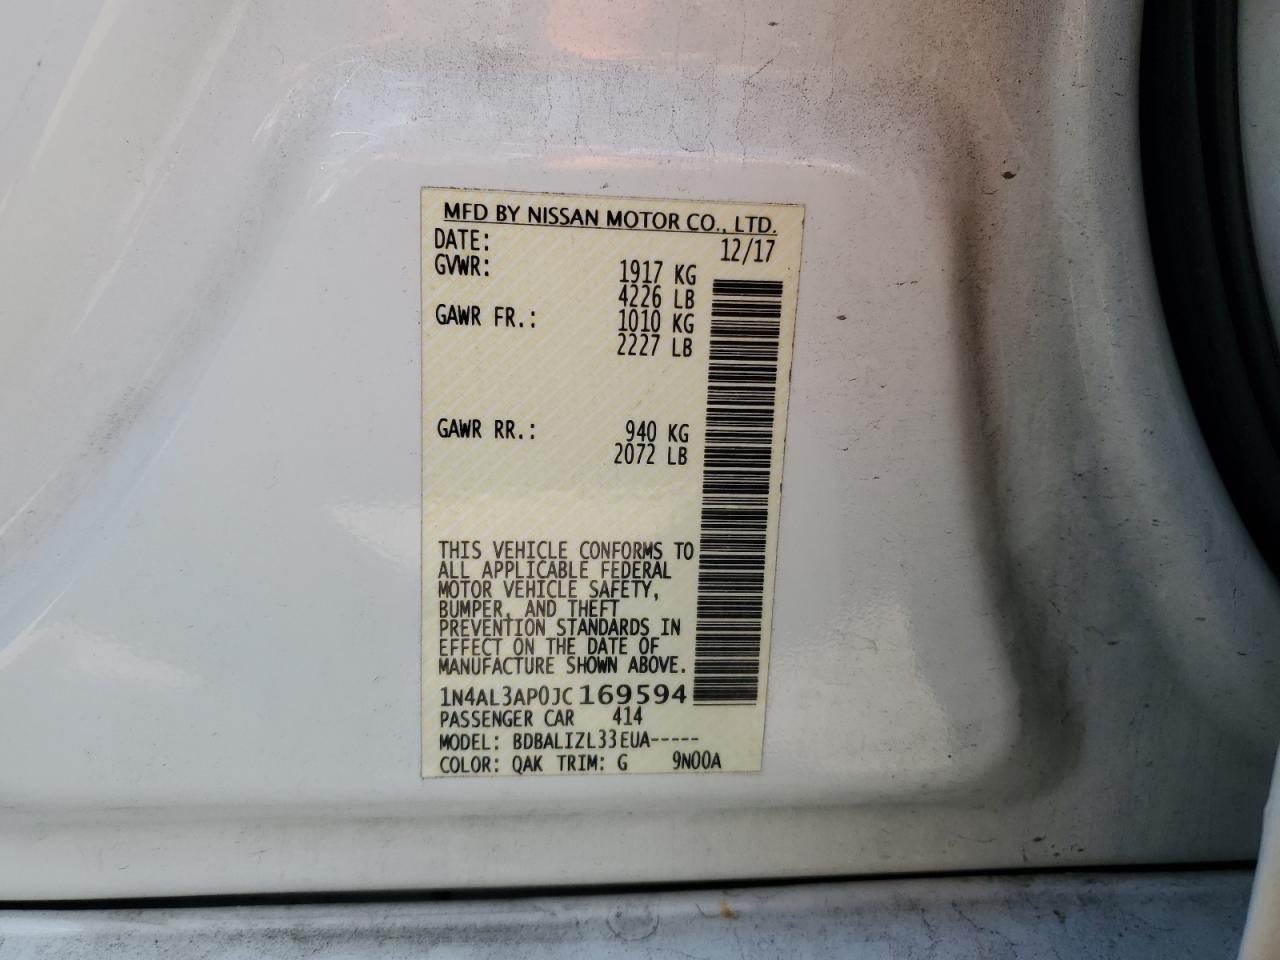 MFD BY NISSAN MOTOR CO., LTD.
DATE: 12/17
GVWR: 1917 KG
4226 LB
GAWR FR.: 1010 KG
2227 LB
GAWR RR.: 940 KG
2072 LB
THIS VEHICLE CONFORMS TO
ALL APPLICABLE FEDERAL
MOTOR VEHICLE SAFETY,
BUMPER, AND THEFT
PREVENTION STANDARDS IN
EFFECT ON THE DATE OF
MANUFACTURE SHOWN ABOVE.
1N4AL3AP0JC169594
PASSENGER CAR 414
MODEL: BDBALIZL33EUA-----
COLOR: QAK TRIM: G 9N00A